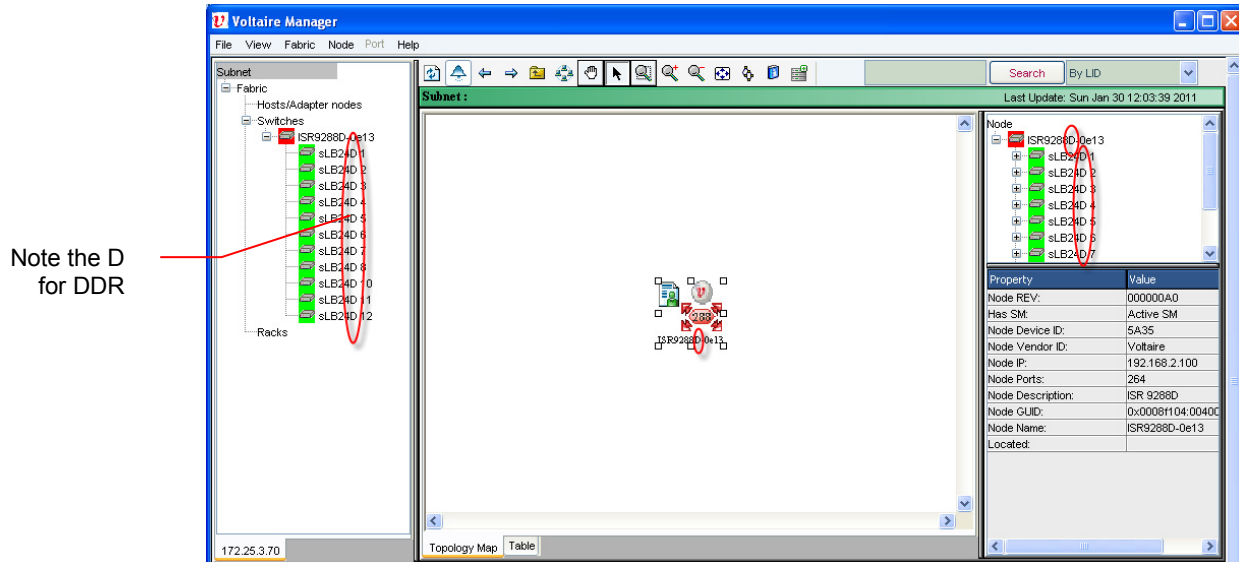 Voltaire Manager
File View Fabric Node Port Help
Search By LID
Subnet
Fabric
Hosts/Adapter nodes
Switches
ISR9288D-0e13
sLB24D 1
sLB24D 2
sLB24D 3
sLB24D 4
sLB24D 5
sLB24D 6
sLB24D 7
sLB24D 8
sLB24D 10
sLB24D 11
sLB24D 12
Racks
172.25.3.70
Note the D
for DDR
Subnet :
Last Update: Sun Jan 30 12:03:39 2011
288
ISR9288D-0e13
Topology Map Table
Node
ISR9288D-0e13
sLB24D 1
sLB24D 2
sLB24D 3
sLB24D 4
sLB24D 5
sLB24D 6
sLB24D 7
Property Value
Node REV: 000000A0
Has SM: Active SM
Node Device ID: 5A35
Node Vendor ID: Voltaire
Node IP: 192.168.2.100
Node Ports: 264
Node Description: ISR 9288D
Node GUID: 0x0008f104:00400
Node Name: ISR9288D-0e13
Located: